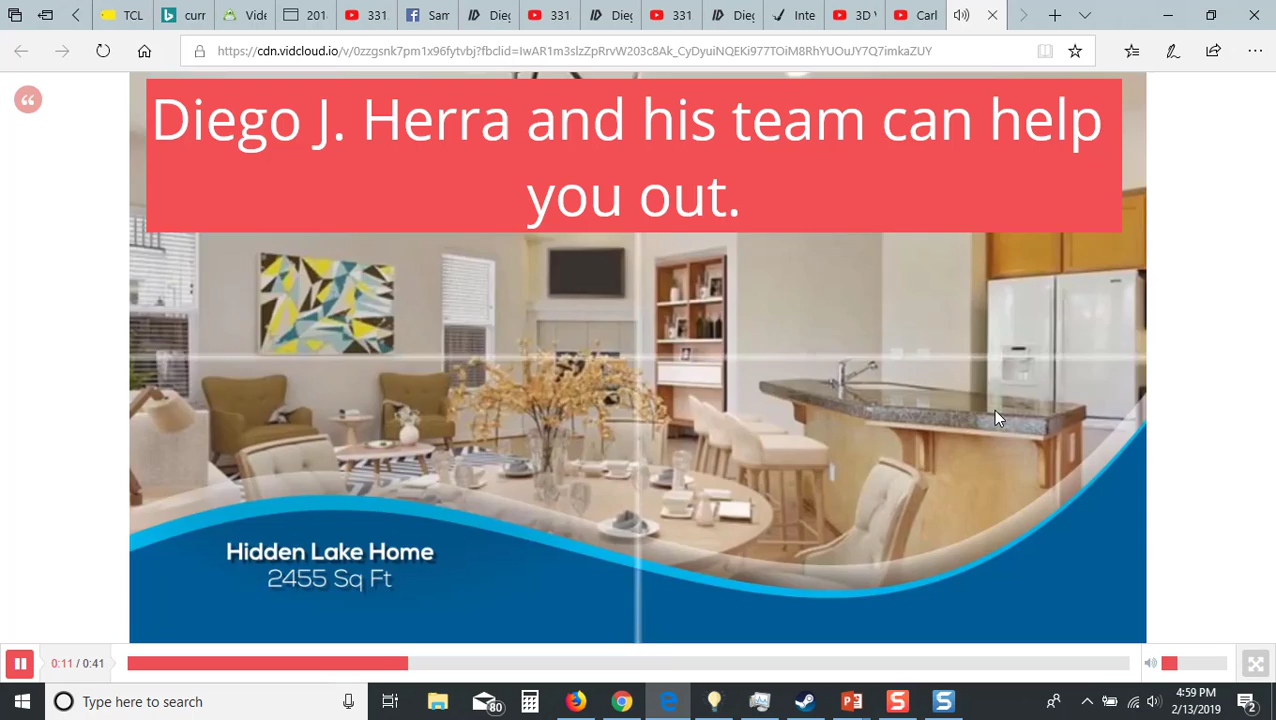 TCL
curr
Vide
201
331
Sam
Dieg
331
Dieg
331
Dieg
Inte
3D V
Carl
https://cdn.vidcloud.io/v/0zzgsnk7pm1x96fytvbj?fbclid=IwAR1m3slzZpRrvW203c8Ak_CyDyuiNQEKi977TOiM8RhYUOuJY7Q7imkaZUY
Diego J. Herra and his team can help
you out.
Hidden Lake Home
2455 Sq Ft
0:11 / 0:41
Type here to search
80
4:59 PM
2/13/2019
2